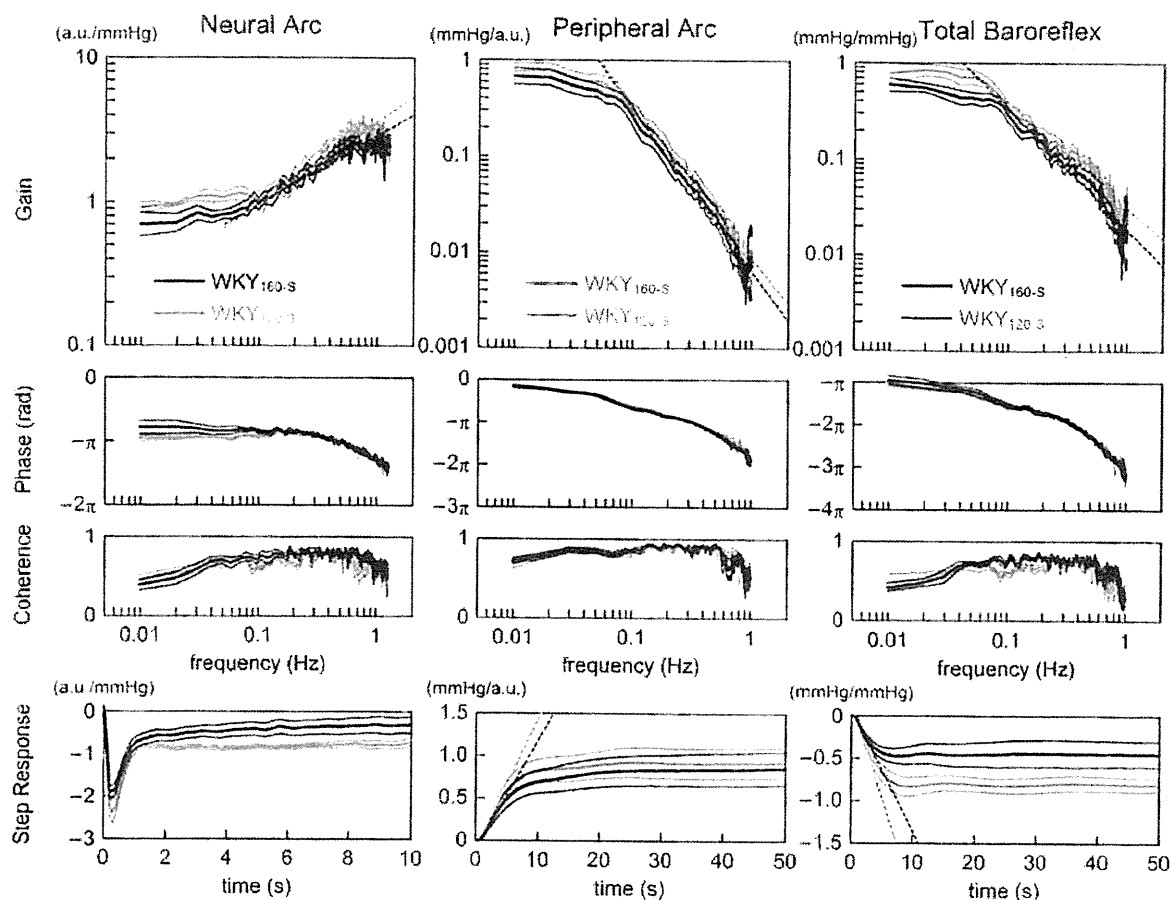 Neural Arc
Peripheral Arc
Total Baroreflex
(a.u./mmHg)
(mmHg/a.u.)
(mmHg/mmHg)
Gain
10
1
0.1
WKY160-S
WKY120-S
1
0.1
0.01
0.001
WKY160-S
WKY120-S
1
0.1
0.01
0.001
WKY160-S
WKY120-S
Phase (rad)
0
−π
−2π
0
−π
−2π
−3π
−π
−2π
−3π
−4π
Coherence
1
0
0.01
0.1
1
frequency (Hz)
1
0
0.01
0.1
1
frequency (Hz)
1
0
0.01
0.1
1
frequency (Hz)
Step Response
(a.u./mmHg)
0
−1
−2
−3
0
2
4
6
8
10
time (s)
(mmHg/a.u.)
1.5
1.0
0.5
0
0
10
20
30
40
50
time (s)
(mmHg/mmHg)
0
−0.5
−1.0
−1.5
0
10
20
30
40
50
time (s)